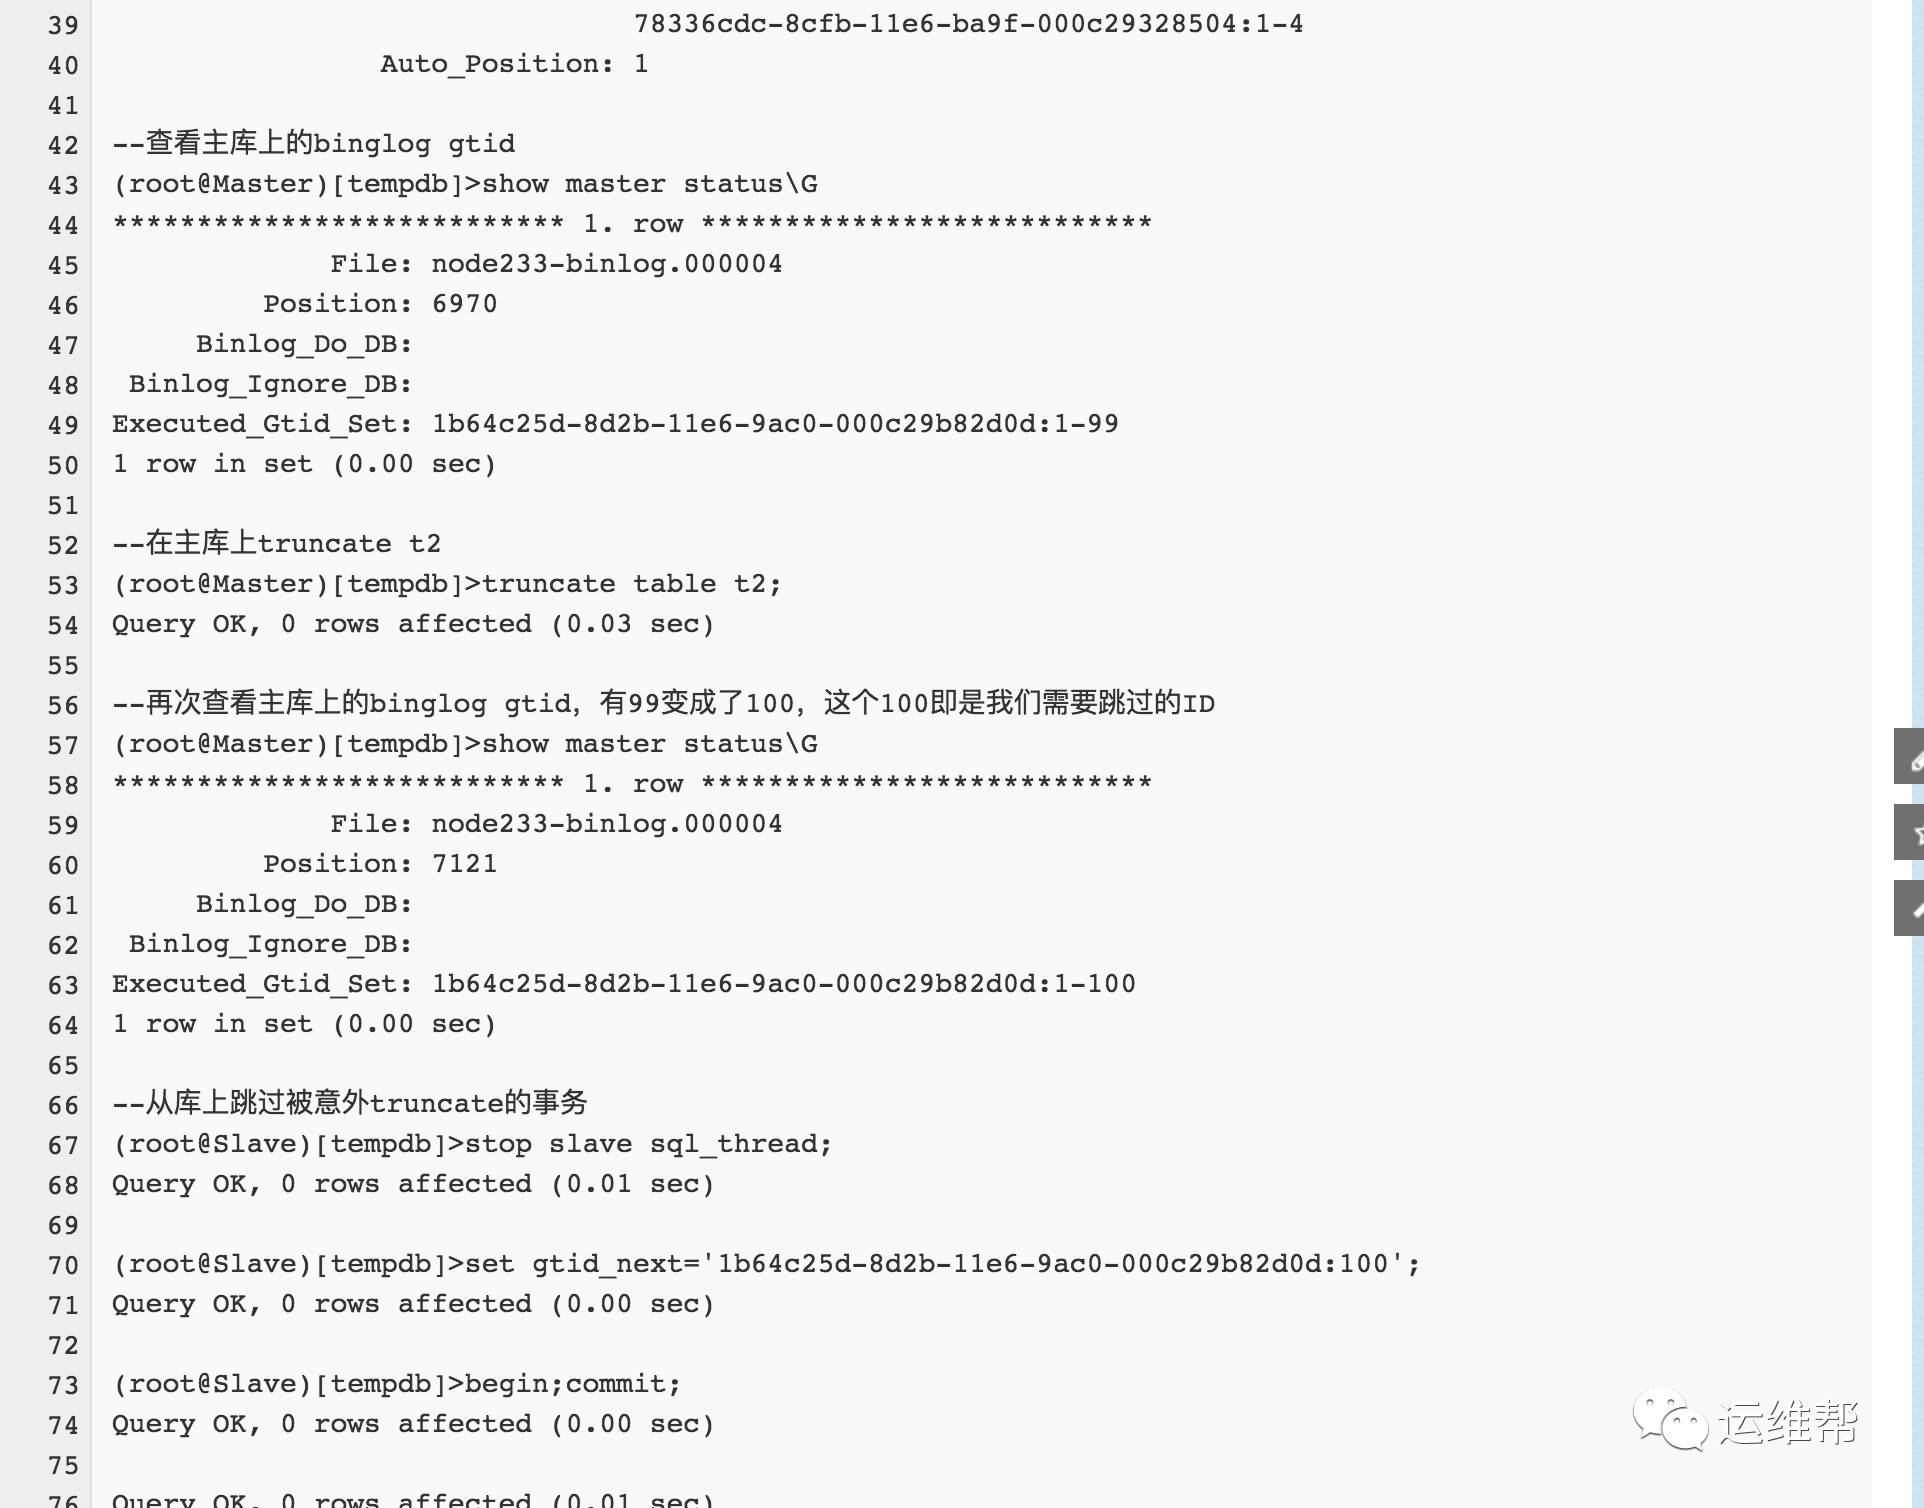 39 78336cdc-8cfb-11e6-ba9f-000c29328504:1-4
40 Auto_Position: 1
41
42 --查看主库上的binglog gtid
43 (root@Master)[tempdb]>show master status\G
44 *************************** 1. row ***************************
45 File: node233-binlog.000004
46 Position: 6970
47 Binlog_Do_DB:
48 Binlog_Ignore_DB:
49 Executed_Gtid_Set: 1b64c25d-8d2b-11e6-9ac0-000c29b82d0d:1-99
50 1 row in set (0.00 sec)
51
52 --在主库上truncate t2
53 (root@Master)[tempdb]>truncate table t2;
54 Query OK, 0 rows affected (0.03 sec)
55
56 --再次查看主库上的binglog gtid，有99变成了100，这个100即是我们需要跳过的ID
57 (root@Master)[tempdb]>show master status\G
58 *************************** 1. row ***************************
59 File: node233-binlog.000004
60 Position: 7121
61 Binlog_Do_DB:
62 Binlog_Ignore_DB:
63 Executed_Gtid_Set: 1b64c25d-8d2b-11e6-9ac0-000c29b82d0d:1-100
64 1 row in set (0.00 sec)
65
66 --从库上跳过被意外truncate的事务
67 (root@Slave)[tempdb]>stop slave sql_thread;
68 Query OK, 0 rows affected (0.01 sec)
69
70 (root@Slave)[tempdb]>set gtid_next='1b64c25d-8d2b-11e6-9ac0-000c29b82d0d:100';
71 Query OK, 0 rows affected (0.00 sec)
72
73 (root@Slave)[tempdb]>begin;commit;
74 Query OK, 0 rows affected (0.00 sec)
75
76 Query OK, 0 rows affected (0.01 sec)
运维帮